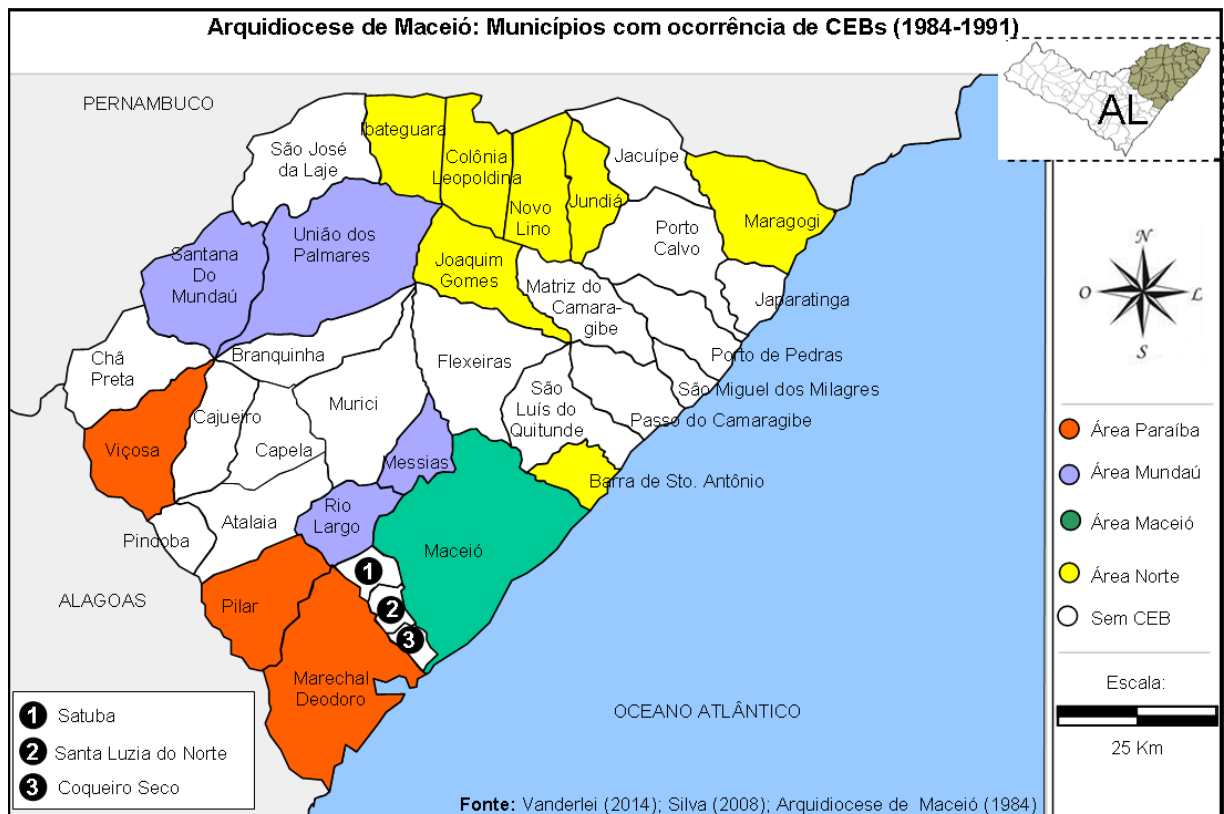 Arquidiocese de Maceió: Municípios com ocorrência de CEBs (1984-1991)
AL
PERNAMBUCO
Ibateguara
São José
da Laje
Colônia
Leopoldina
Novo
Lino
Jundiá
Jacuípe
Maragogi
Porto
Calvo
União dos
Palmares
Santana
Do
Mundaú
Joaquim
Gomes
Matriz do
Camara-
gibe
Japaratinga
Chã
Preta
Branquinha
Flexeiras
Porto de Pedras
São Miguel dos Milagres
São
Luís do
Quitunde
Passo do Camaragibe
Murici
Cajueiro
Capela
Viçosa
Messias
Barra de Sto. Antônio
Rio
Largo
Atalaia
Pindoba
Maceió
ALAGOAS
Pilar
1
2
3
Marechal
Deodoro
OCEANO ATLÂNTICO
1 Satuba
2 Santa Luzia do Norte
3 Coqueiro Seco
N
O
L
S
Área Paraíba
Área Mundaú
Área Maceió
Área Norte
Sem CEB
Escala:
25 Km
Fonte: Vanderlei (2014); Silva (2008); Arquidiocese de Maceió (1984)